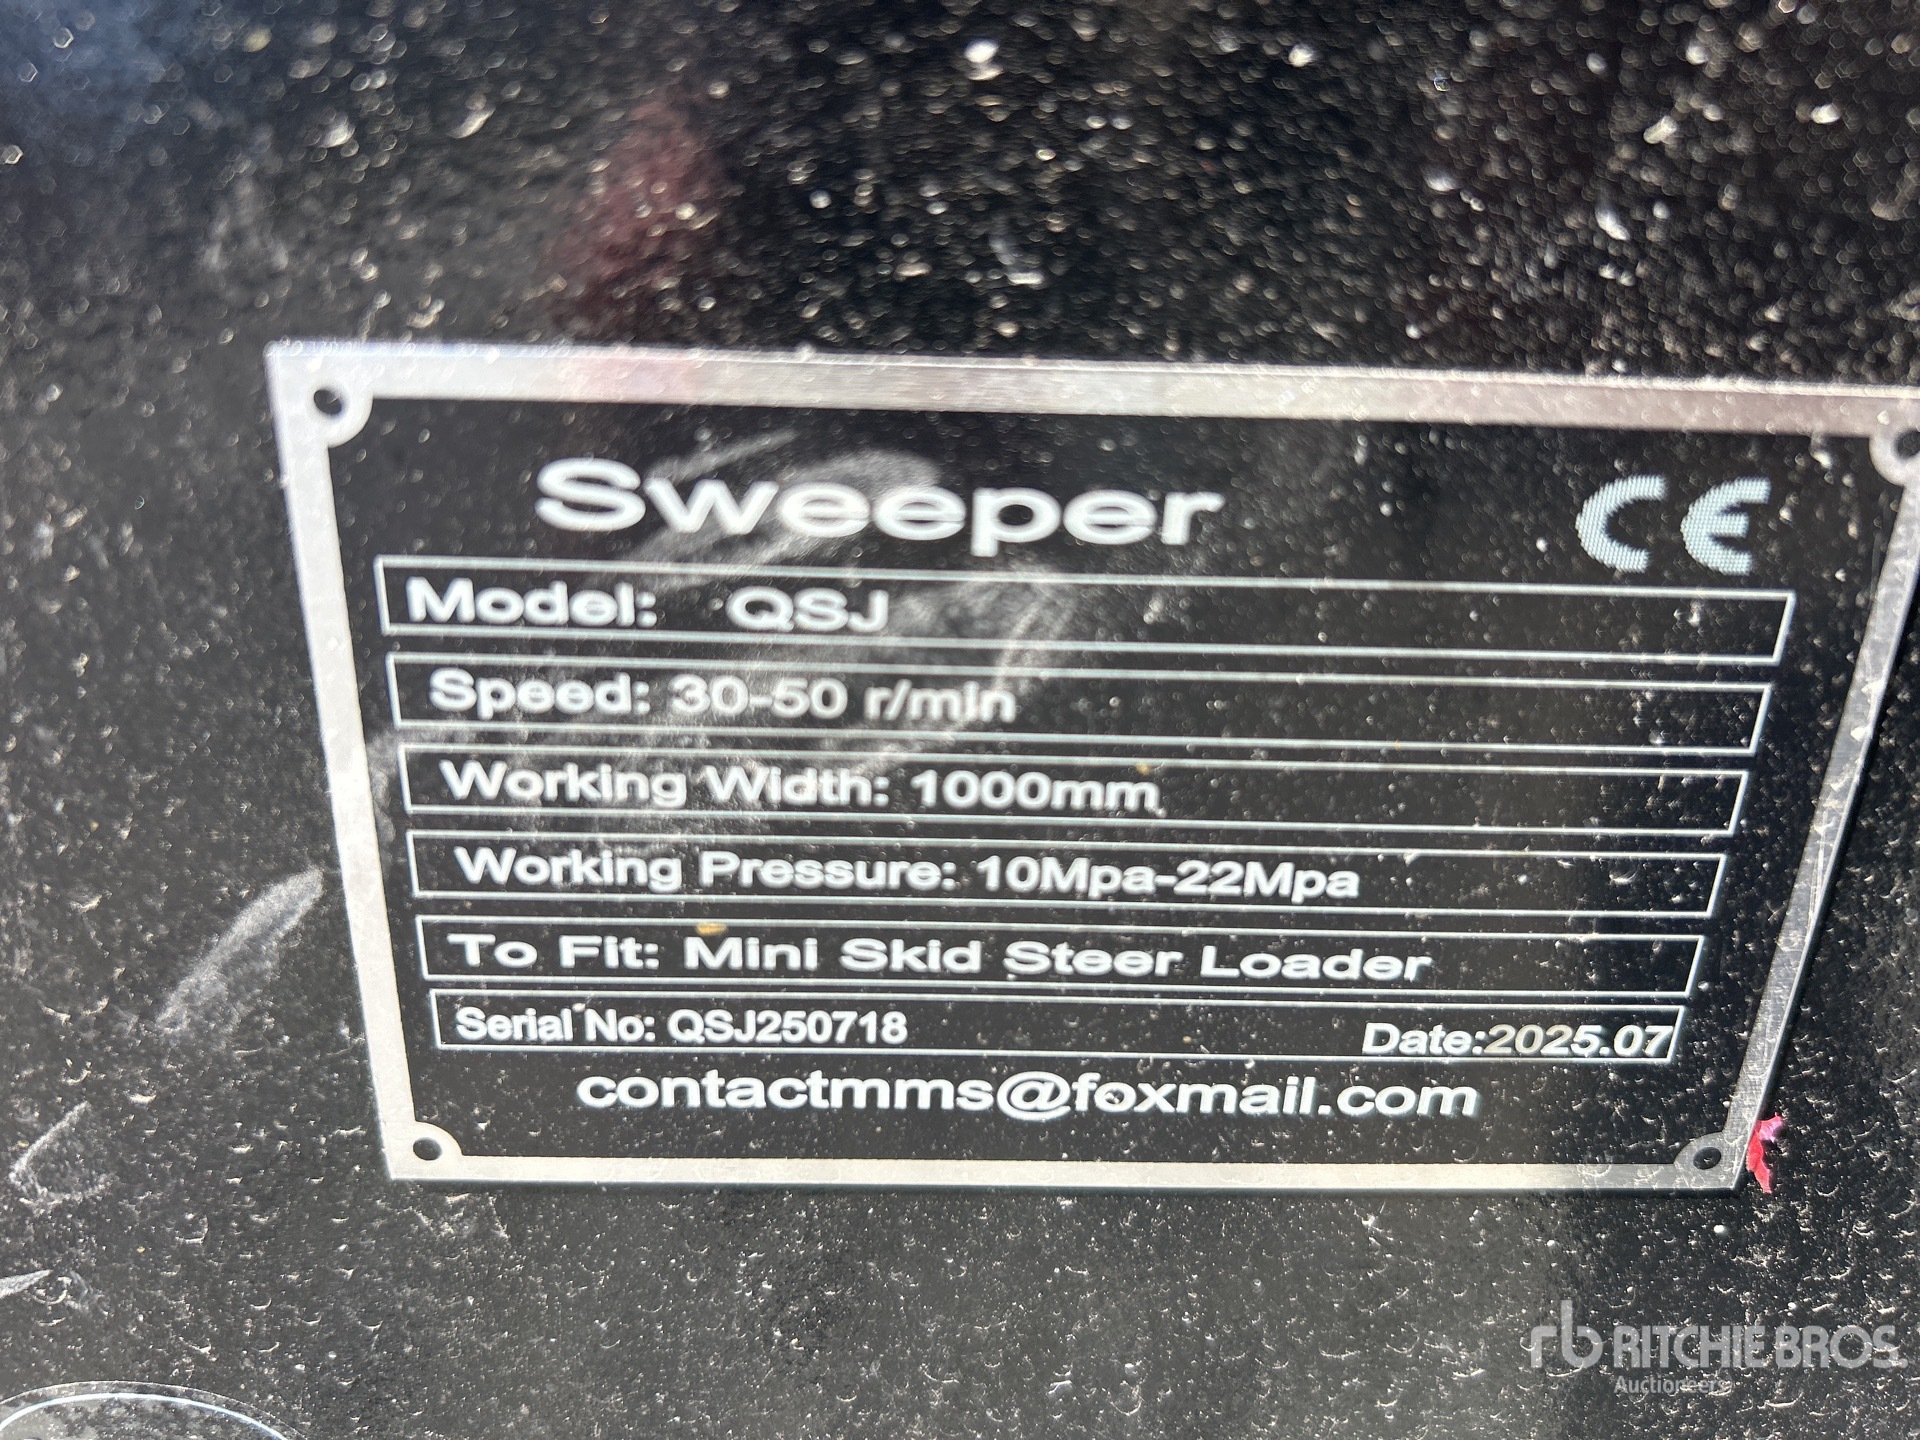 Sweeper CE
Model: QSJ
Speed: 30-50 r/min
Working Width: 1000mm
Working Pressure: 10Mpa-22Mpa
To Fit: Mini Skid Steer Loader
Serial No: QSJ250718 Date:2025.07
contactmms@foxmail.com
rb RITCHIE BROS.
Auctioneers